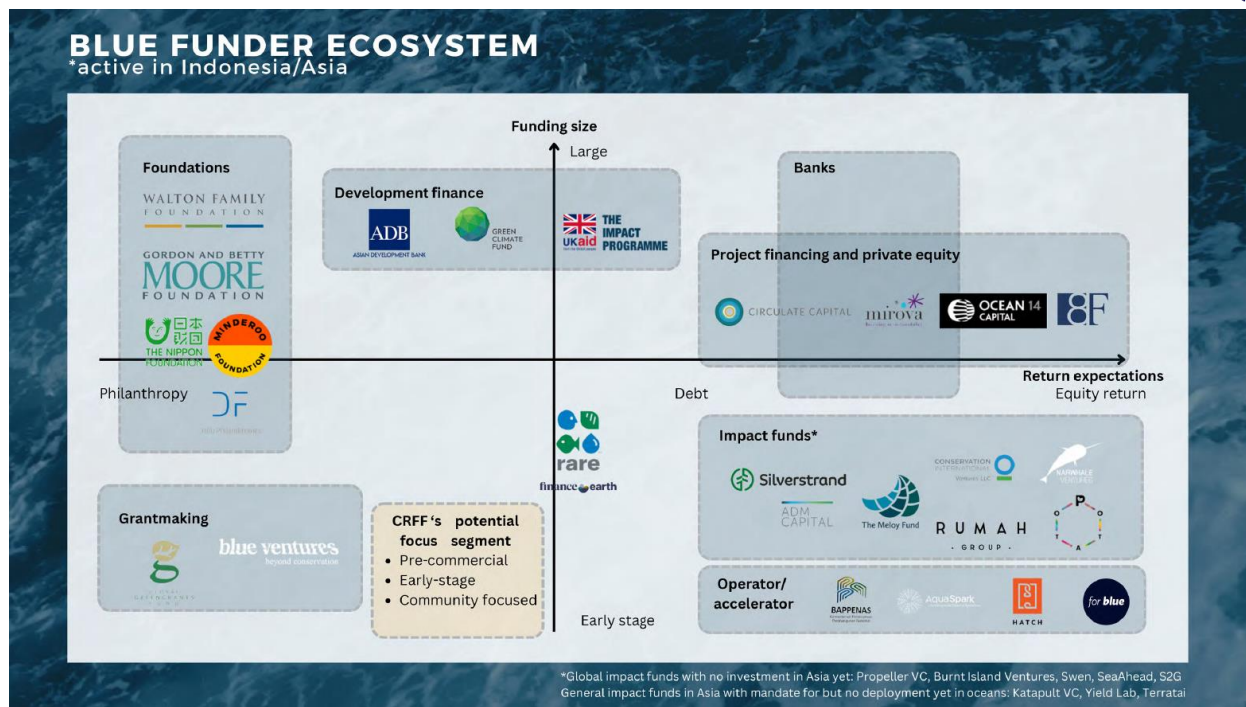 BLUE FUNDER ECOSYSTEM
*active in Indonesia/Asia
Funding size
Large
Foundations
WALTON FAMILY
FOUNDATION
GORDON AND BETTY
MOORE
FOUNDATION
日本
財団
THE NIPPON
FOUNDATION
MINDEROO
FOUNDATION
DF
Development finance
ADB
ASIAN DEVELOPMENT BANK
GREEN
CLIMATE
FUND
UKaid
THE
IMPACT
PROGRAMME
Banks
Project financing and private equity
CIRCULATE CAPITAL
mirova
OCEAN 14
CAPITAL
8F
Philanthropy
Debt
Return expectations
Equity return
rare
finance earth
Impact funds*
Silverstrand
ADM
CAPITAL
The Meloy Fund
CONSERVATION
INTERNATIONAL
Ventures LLC
NARWHALE
VENTURES
RUMAH
· GROUP ·
POTATO
Grantmaking
blue ventures
beyond conservation
CRFF's potential
focus segment
• Pre-commercial
• Early-stage
• Community focused
Early stage
Operator/
accelerator
BAPPENAS
AquaSpark
HATCH
for blue
*Global impact funds with no investment in Asia yet: Propeller VC, Burnt Island Ventures, Swen, SeaAhead, S2G
General impact funds in Asia with mandate for but no deployment yet in oceans: Katapult VC, Yield Lab, Terratai